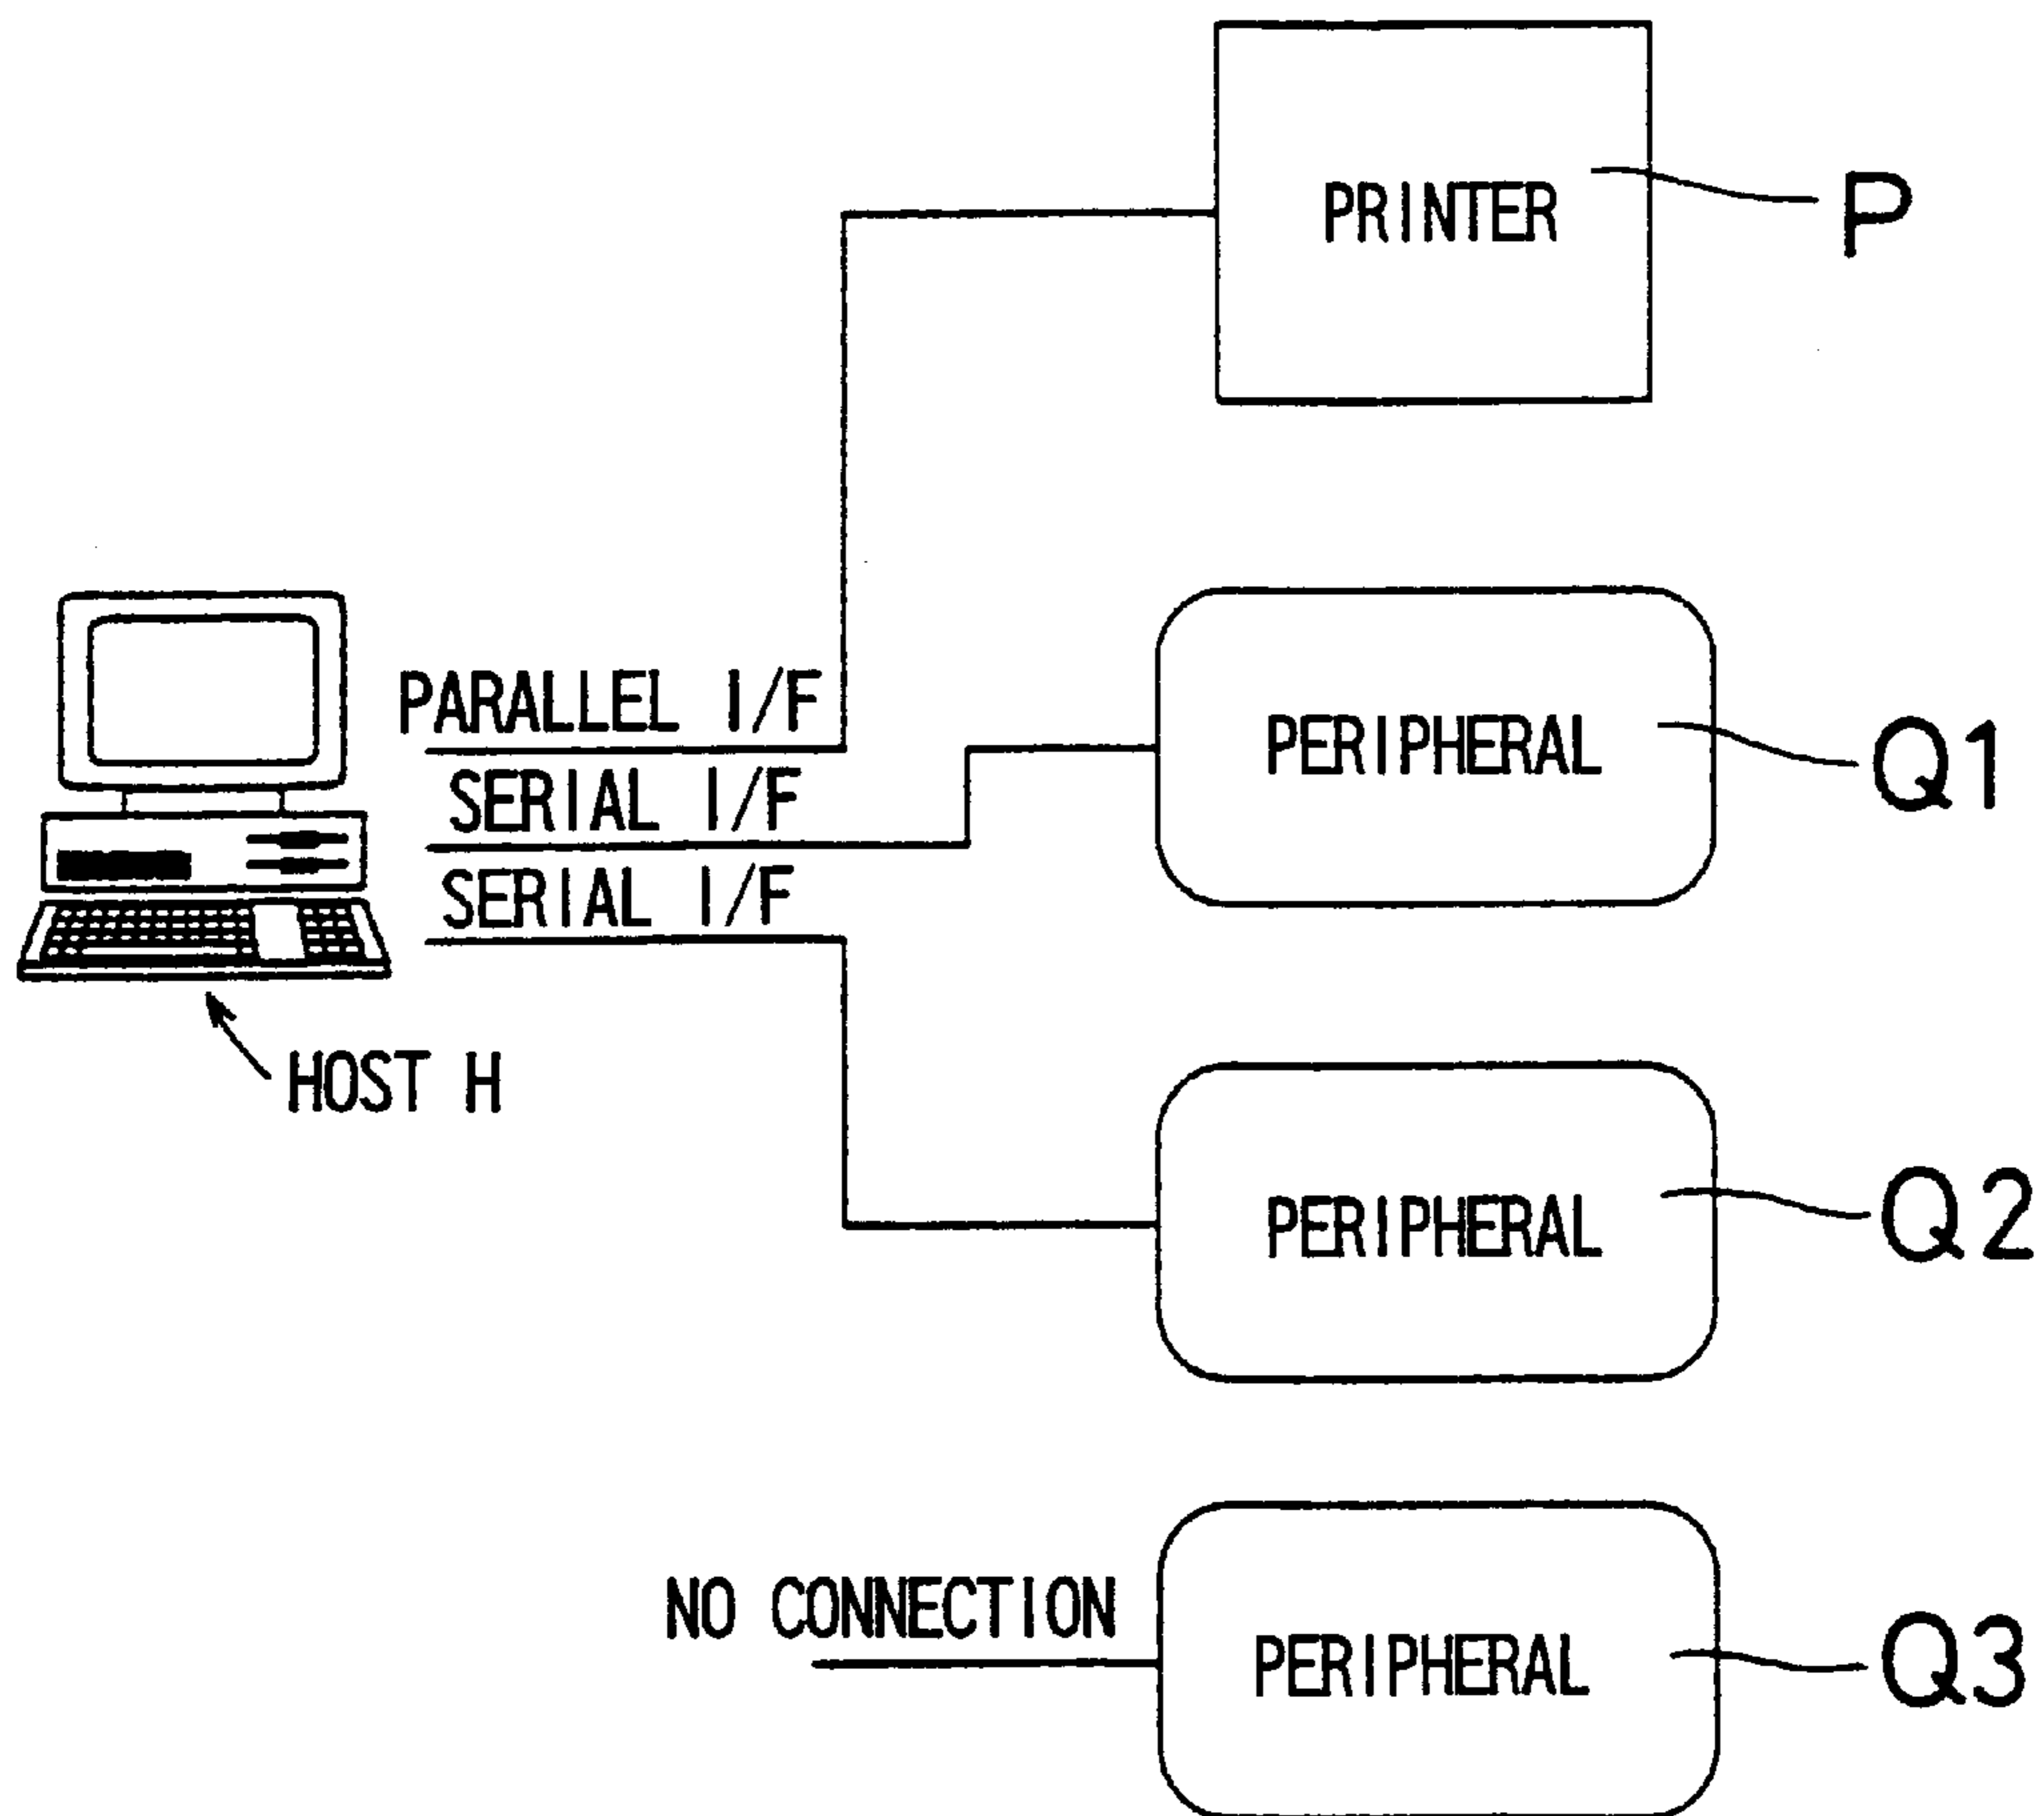 PRINTER
P
PARALLEL I/F
SERIAL I/F
SERIAL I/F
HOST H
PERIPHERAL
Q1
PERIPHERAL
Q2
NO CONNECTION
PERIPHERAL
Q3